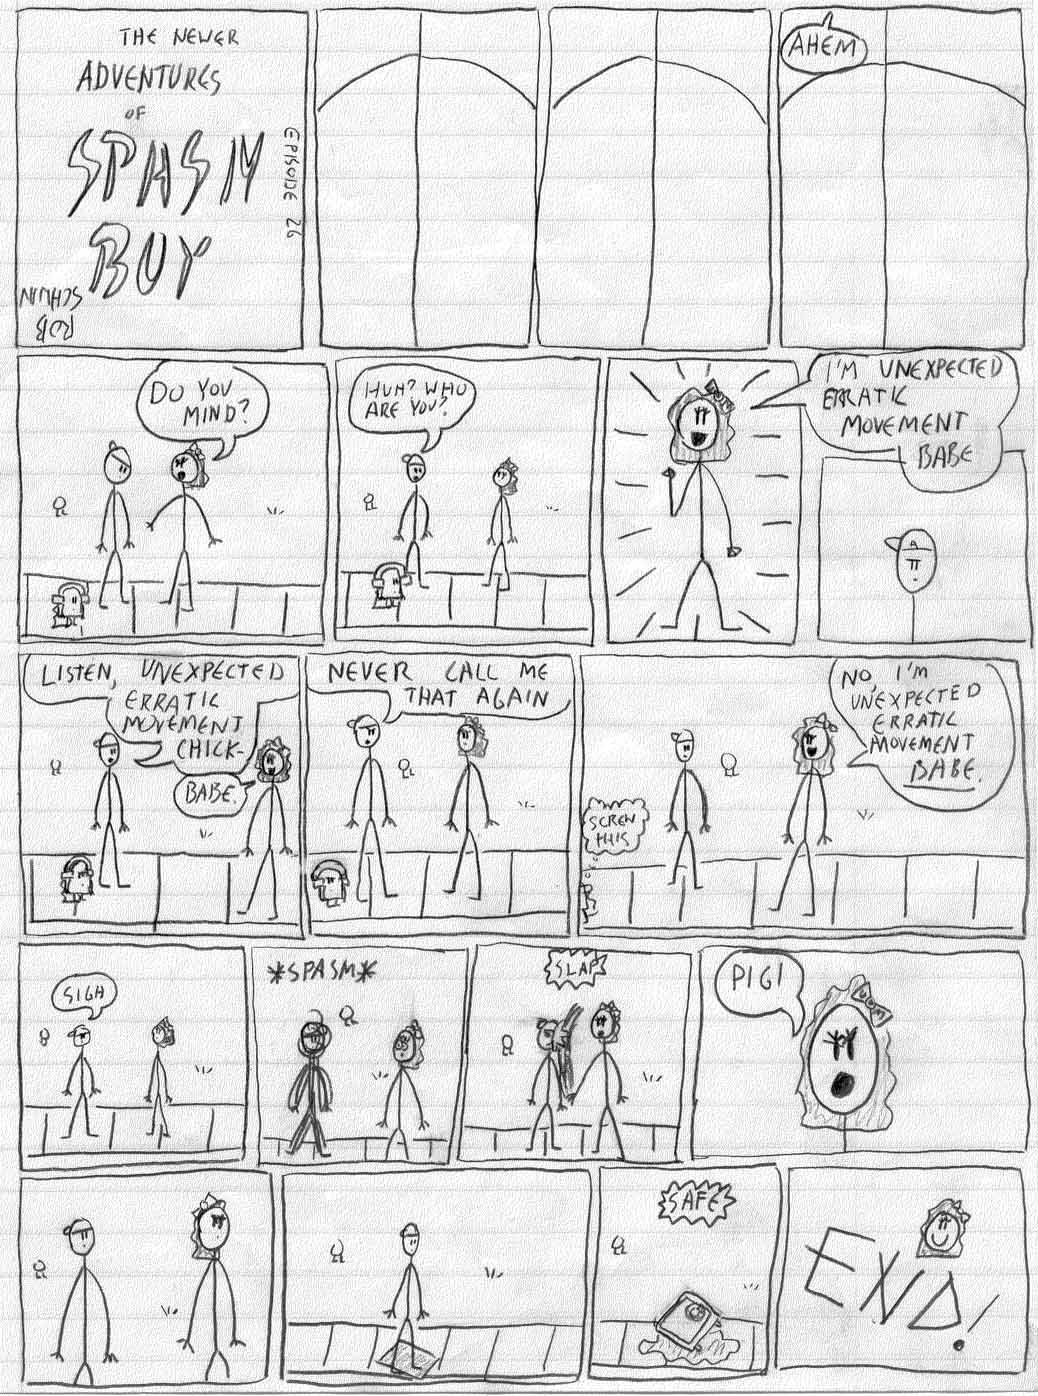 THE NEWER
ADVENTURES
OF
SPASM
BOY
EPISODE 26
ROB
SCHWIN
AHEM
DO YOU
MIND?
HUH? WHO
ARE YOU?
I'M UNEXPECTED
ERRATIC
MOVEMENT
BABE
A
LISTEN, UNEXPECTED
ERRATIC
MOVEMENT
CHICK-
BABE.
NEVER CALL ME
THAT AGAIN
NO, I'M
UNEXPECTED
ERRATIC
MOVEMENT
BABE.
SCREW
THIS
SIGH
*SPASM*
SLAP
PIG!
SAFE
END!